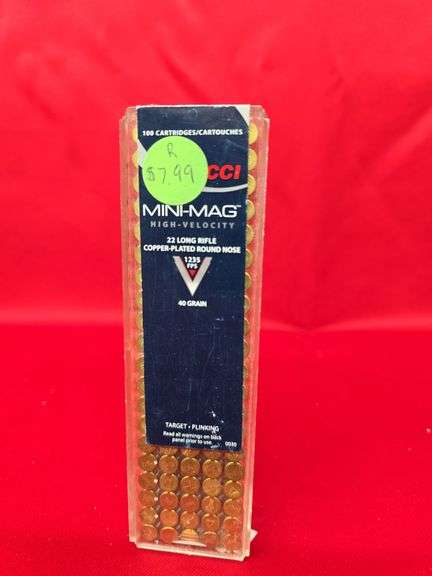 100 CARTRIDGES/CARTOUCHES
R
$7.99
CCI
MINI-MAG™
HIGH-VELOCITY
22 LONG RIFLE
COPPER-PLATED ROUND NOSE
1235
FPS
40 GRAIN
TARGET • PLINKING
Read all warnings on back
panel prior to use.
0030